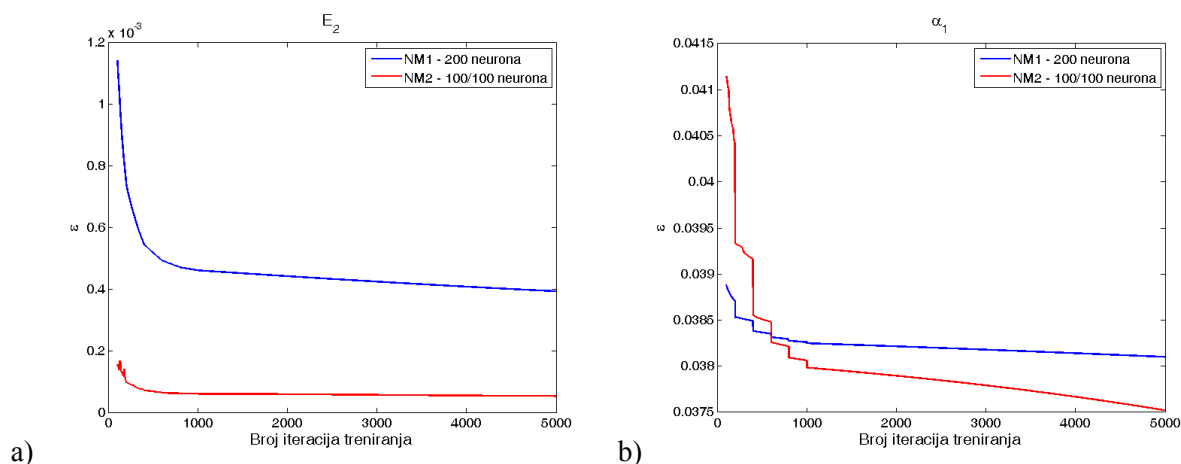 E₂
x 10⁻³
1.2
1
0.8
0.6
0.4
0.2
0
ε
NM1 - 200 neurona
NM2 - 100/100 neurona
0 1000 2000 3000 4000 5000
Broj iteracija treniranja
a)
α₁
0.0415
0.041
0.0405
0.04
0.0395
0.039
0.0385
0.038
0.0375
ε
NM1 - 200 neurona
NM2 - 100/100 neurona
0 1000 2000 3000 4000 5000
Broj iteracija treniranja
b)